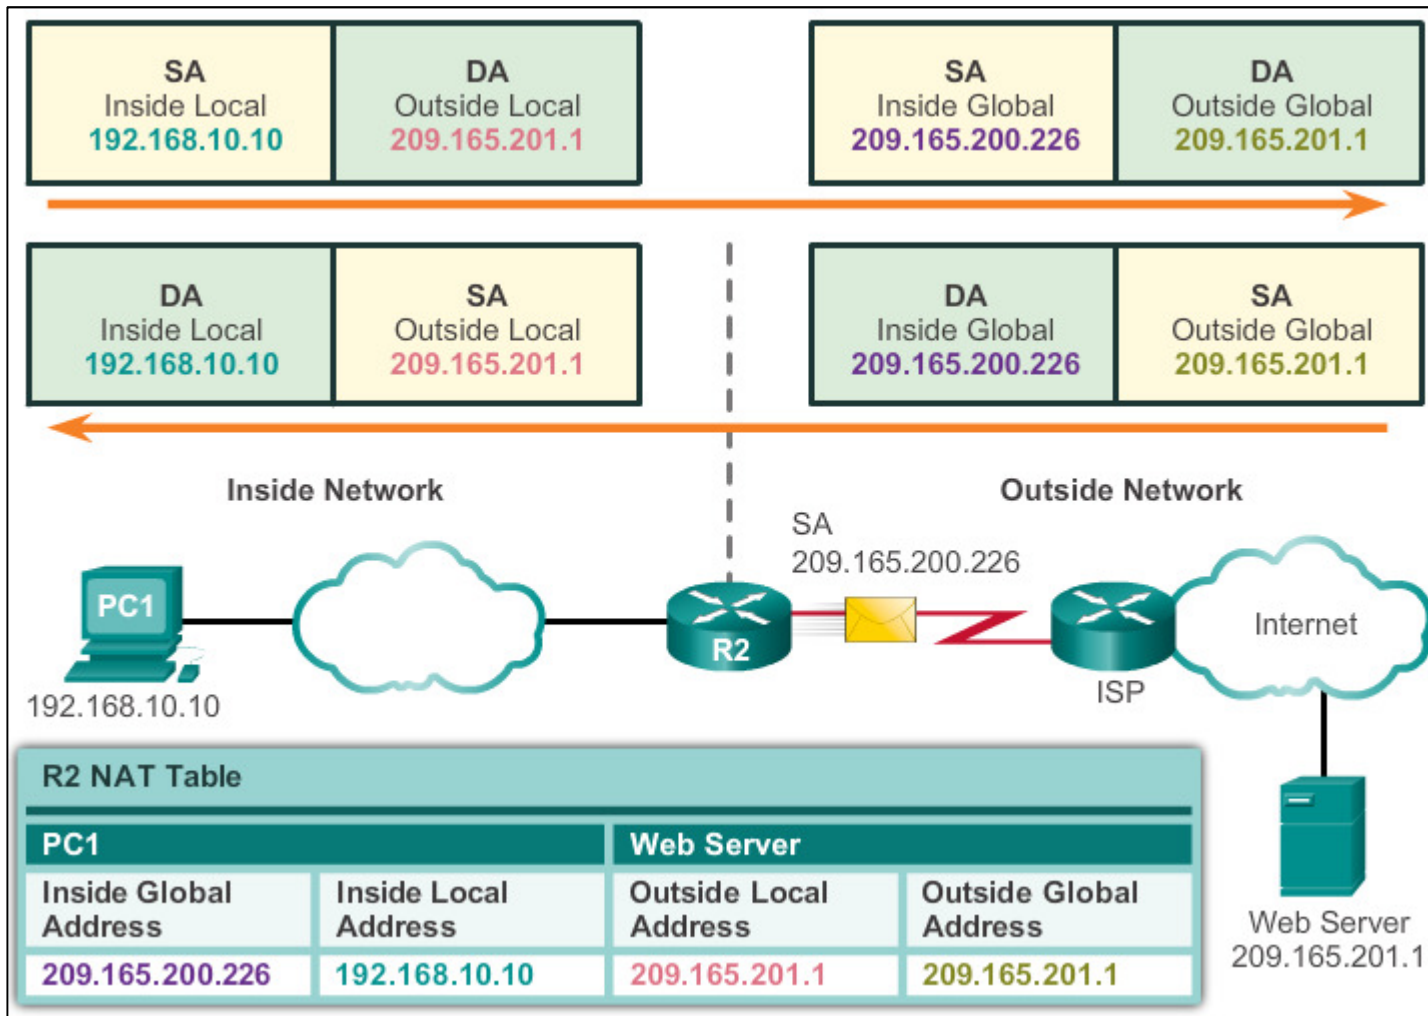 SA
Inside Local
192.168.10.10
DA
Outside Local
209.165.201.1
SA
Inside Global
209.165.200.226
DA
Outside Global
209.165.201.1
DA
Inside Local
192.168.10.10
SA
Outside Local
209.165.201.1
DA
Inside Global
209.165.200.226
SA
Outside Global
209.165.201.1
Inside Network
Outside Network
SA
209.165.200.226
PC1
192.168.10.10
R2
ISP
Internet
Web Server
209.165.201.1
R2 NAT Table
PC1
Web Server
Inside Global
Address
Inside Local
Address
Outside Local
Address
Outside Global
Address
209.165.200.226
192.168.10.10
209.165.201.1
209.165.201.1